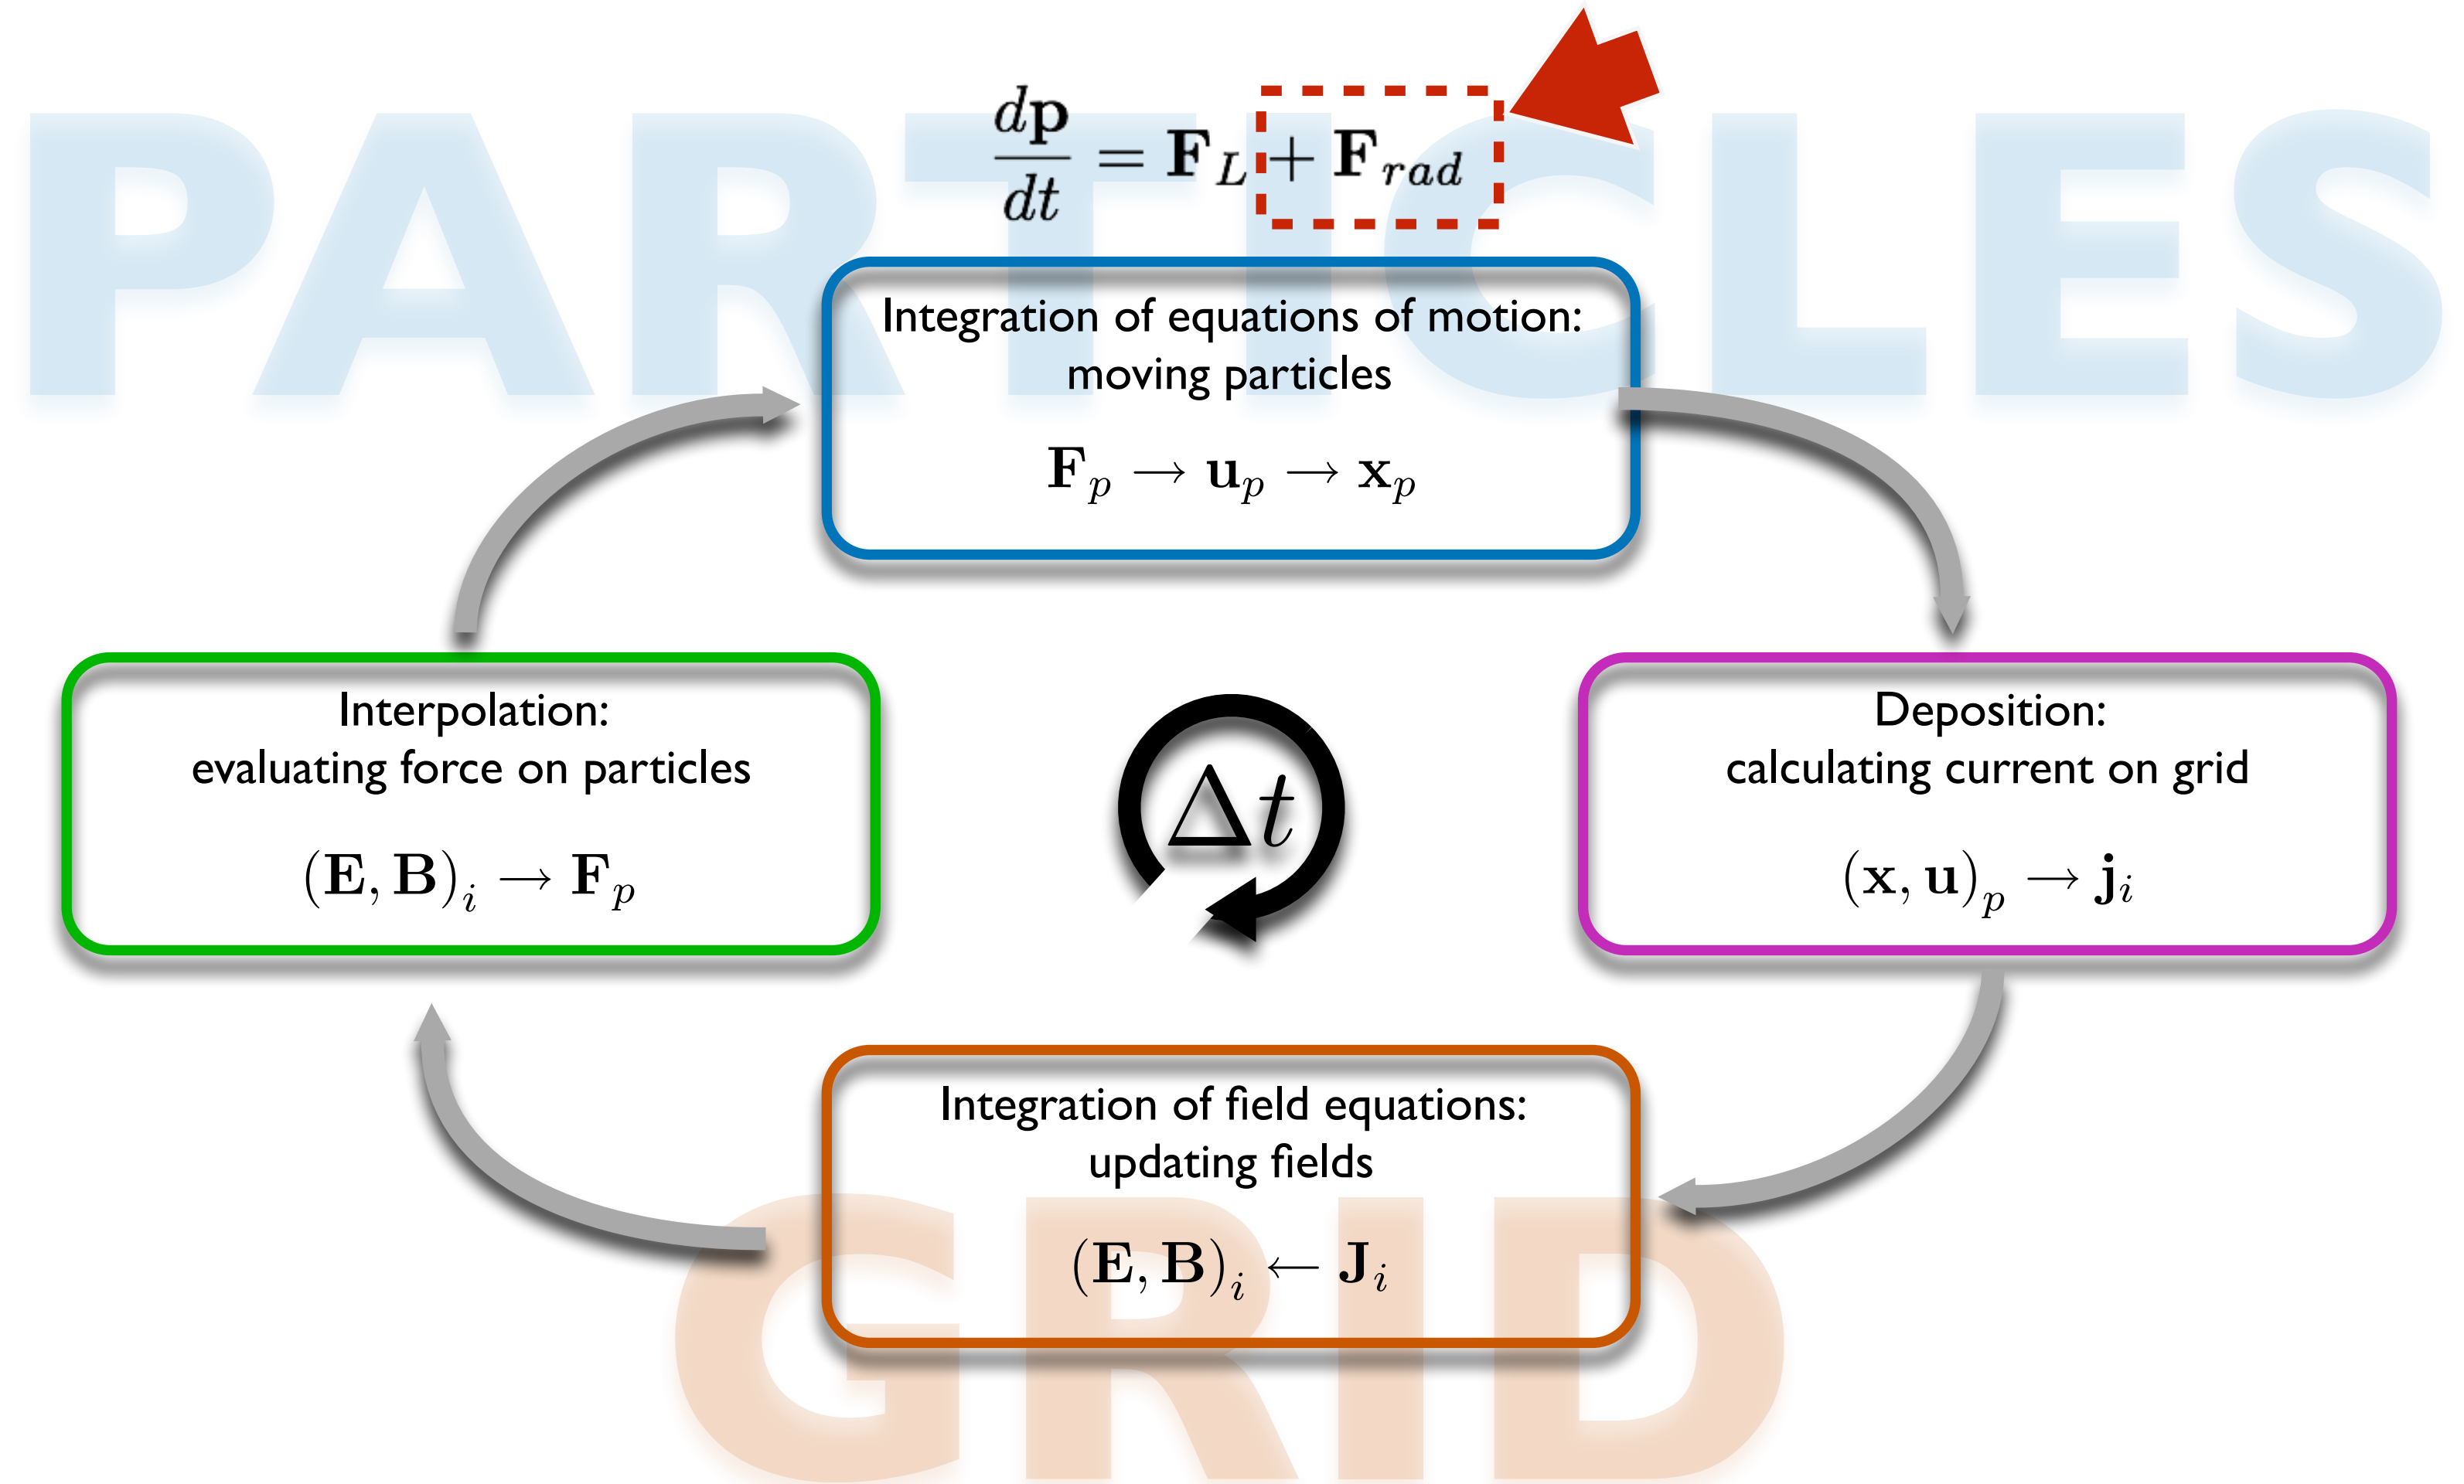 PARTICLES
d𝐩/dt = 𝐅_L + 𝐅_rad
Integration of equations of motion:
moving particles
𝐅_p → 𝐮_p → 𝐱_p
Interpolation:
evaluating force on particles
(𝐄, 𝐁)_i → 𝐅_p
Δt
Deposition:
calculating current on grid
(𝐱, 𝐮)_p → 𝐣_i
Integration of field equations:
updating fields
(𝐄, 𝐁)_i ← 𝐉_i
GRID